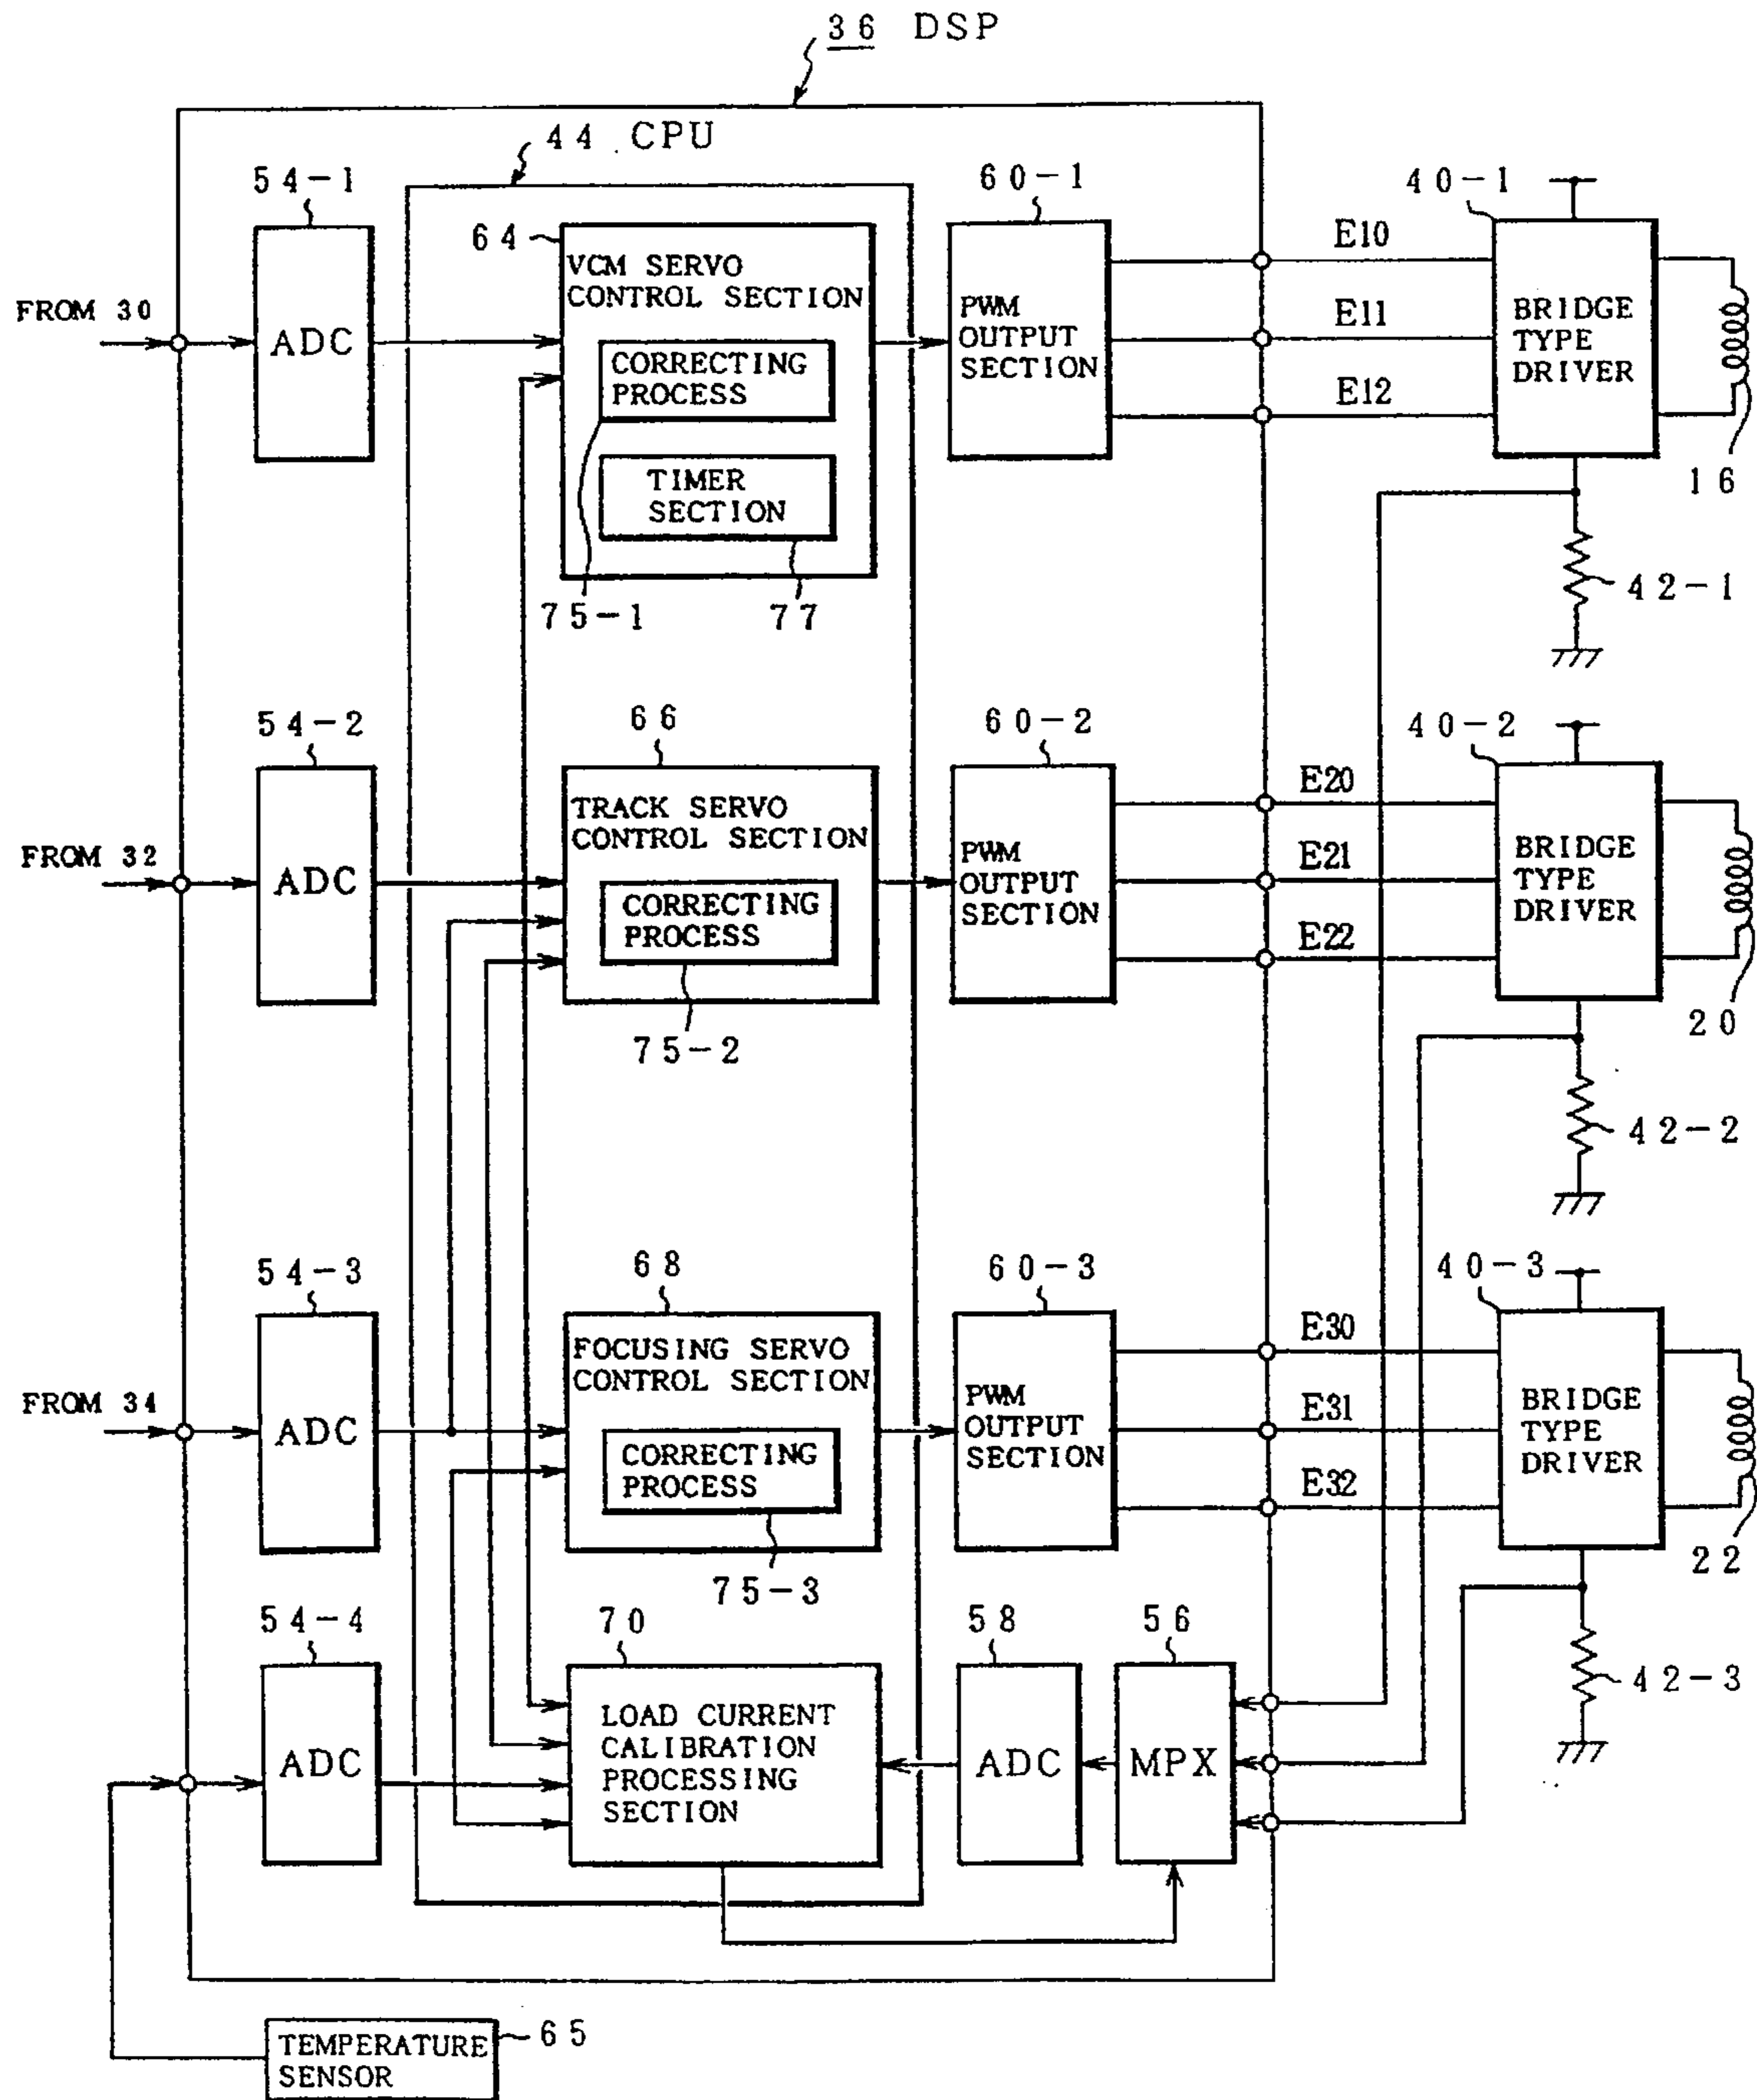 36 DSP
44 CPU
54-1
64
60-1
40-1
VCM SERVO
CONTROL SECTION
E10
FROM 30
ADC
CORRECTING
PROCESS
PWM
OUTPUT
SECTION
E11
BRIDGE
TYPE
DRIVER
E12
TIMER
SECTION
16
75-1
77
42-1
54-2
66
60-2
40-2
TRACK SERVO
CONTROL SECTION
E20
FROM 32
ADC
PWM
OUTPUT
SECTION
E21
BRIDGE
TYPE
DRIVER
CORRECTING
PROCESS
E22
20
75-2
42-2
54-3
68
60-3
40-3
FOCUSING SERVO
CONTROL SECTION
E30
FROM 34
ADC
PWM
OUTPUT
SECTION
E31
BRIDGE
TYPE
DRIVER
CORRECTING
PROCESS
E32
22
75-3
54-4
70
58
56
42-3
ADC
LOAD CURRENT
CALIBRATION
PROCESSING
SECTION
ADC
MPX
TEMPERATURE
SENSOR
65